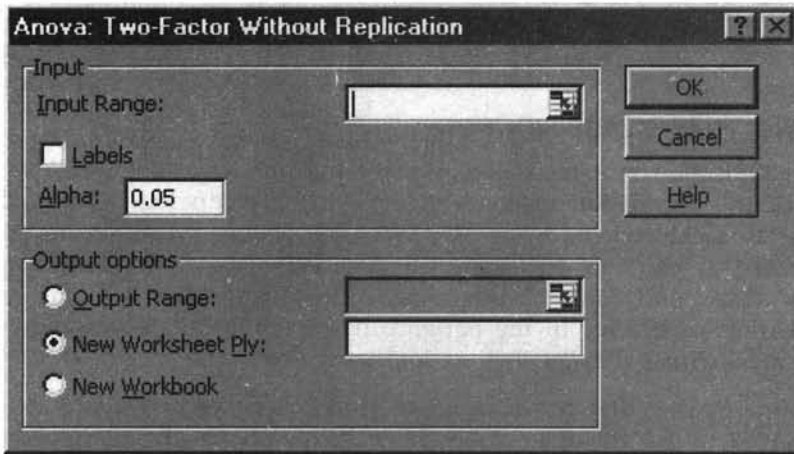 Anova: Two-Factor Without Replication
Input
Input Range:
Labels
Alpha: 0.05
OK
Cancel
Help
Output options
Output Range:
New Worksheet Ply:
New Workbook